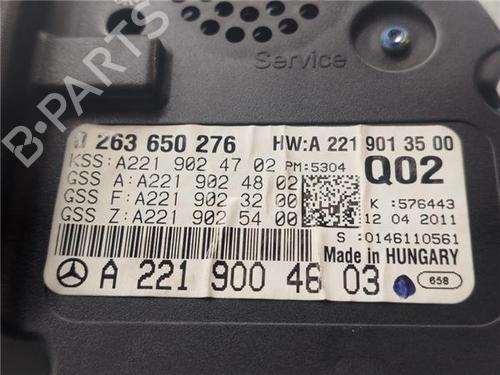 B-PARTS
Service
263 650 276 HW:A 221 901 35 00
KSS:A221 902 47 02 PM:5304 Q02
GSS A:A221 902 48 02 K :576443
GSS F:A221 902 32 00 12 04 2011
GSS Z:A221 902 54 00 S :0146110561
Made in HUNGARY
A 221 900 46 03 658